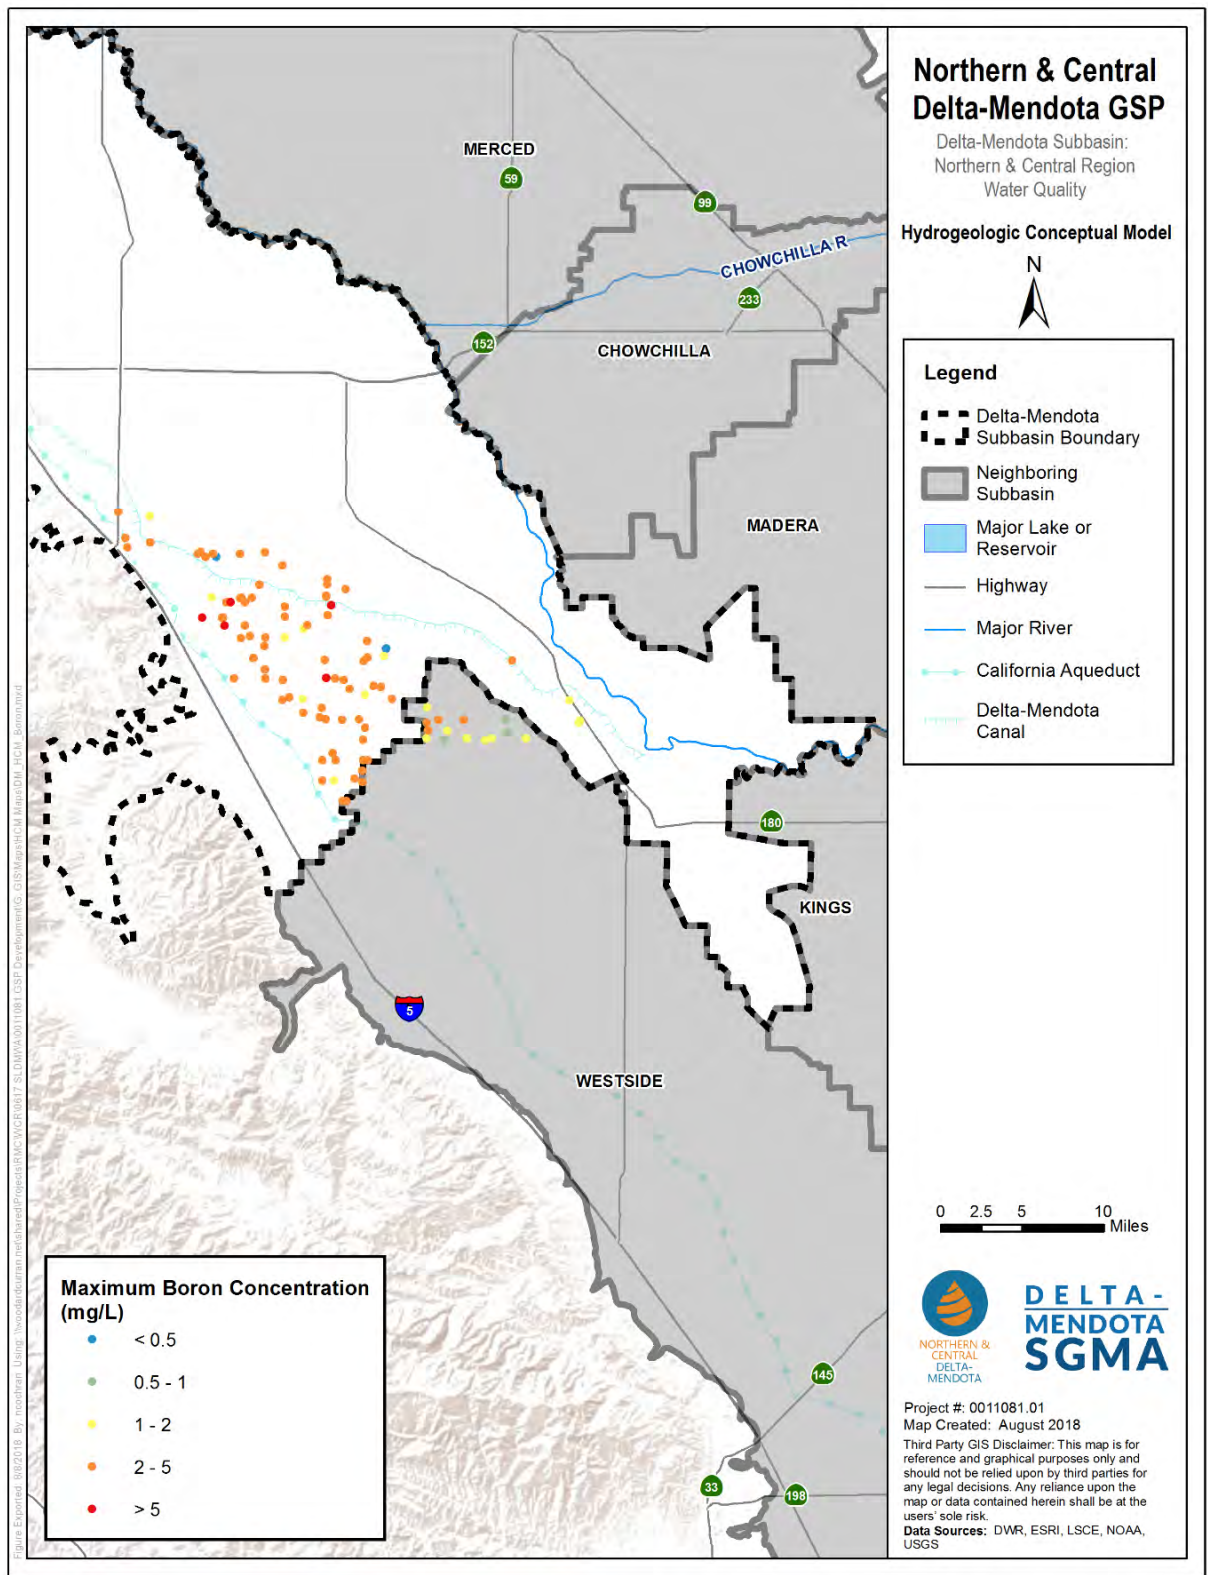 Northern & Central
Delta-Mendota GSP
Delta-Mendota Subbasin:
Northern & Central Region
Water Quality
Hydrogeologic Conceptual Model
N
Legend
Delta-Mendota
Subbasin Boundary
Neighboring
Subbasin
Major Lake or
Reservoir
Highway
Major River
California Aqueduct
Delta-Mendota
Canal
MERCED
59
99
CHOWCHILLA R
233
152
CHOWCHILLA
MADERA
180
KINGS
5
WESTSIDE
145
33
198
Maximum Boron Concentration
(mg/L)
< 0.5
0.5 - 1
1 - 2
2 - 5
> 5
0 2.5 5 10
Miles
NORTHERN &
CENTRAL
DELTA-
MENDOTA
DELTA-
MENDOTA
SGMA
Project #: 0011081.01
Map Created: August 2018
Third Party GIS Disclaimer: This map is for
reference and graphical purposes only and
should not be relied upon by third parties for
any legal decisions. Any reliance upon the
map or data contained herein shall be at the
users' sole risk.
Data Sources: DWR, ESRI, LSCE, NOAA,
USGS